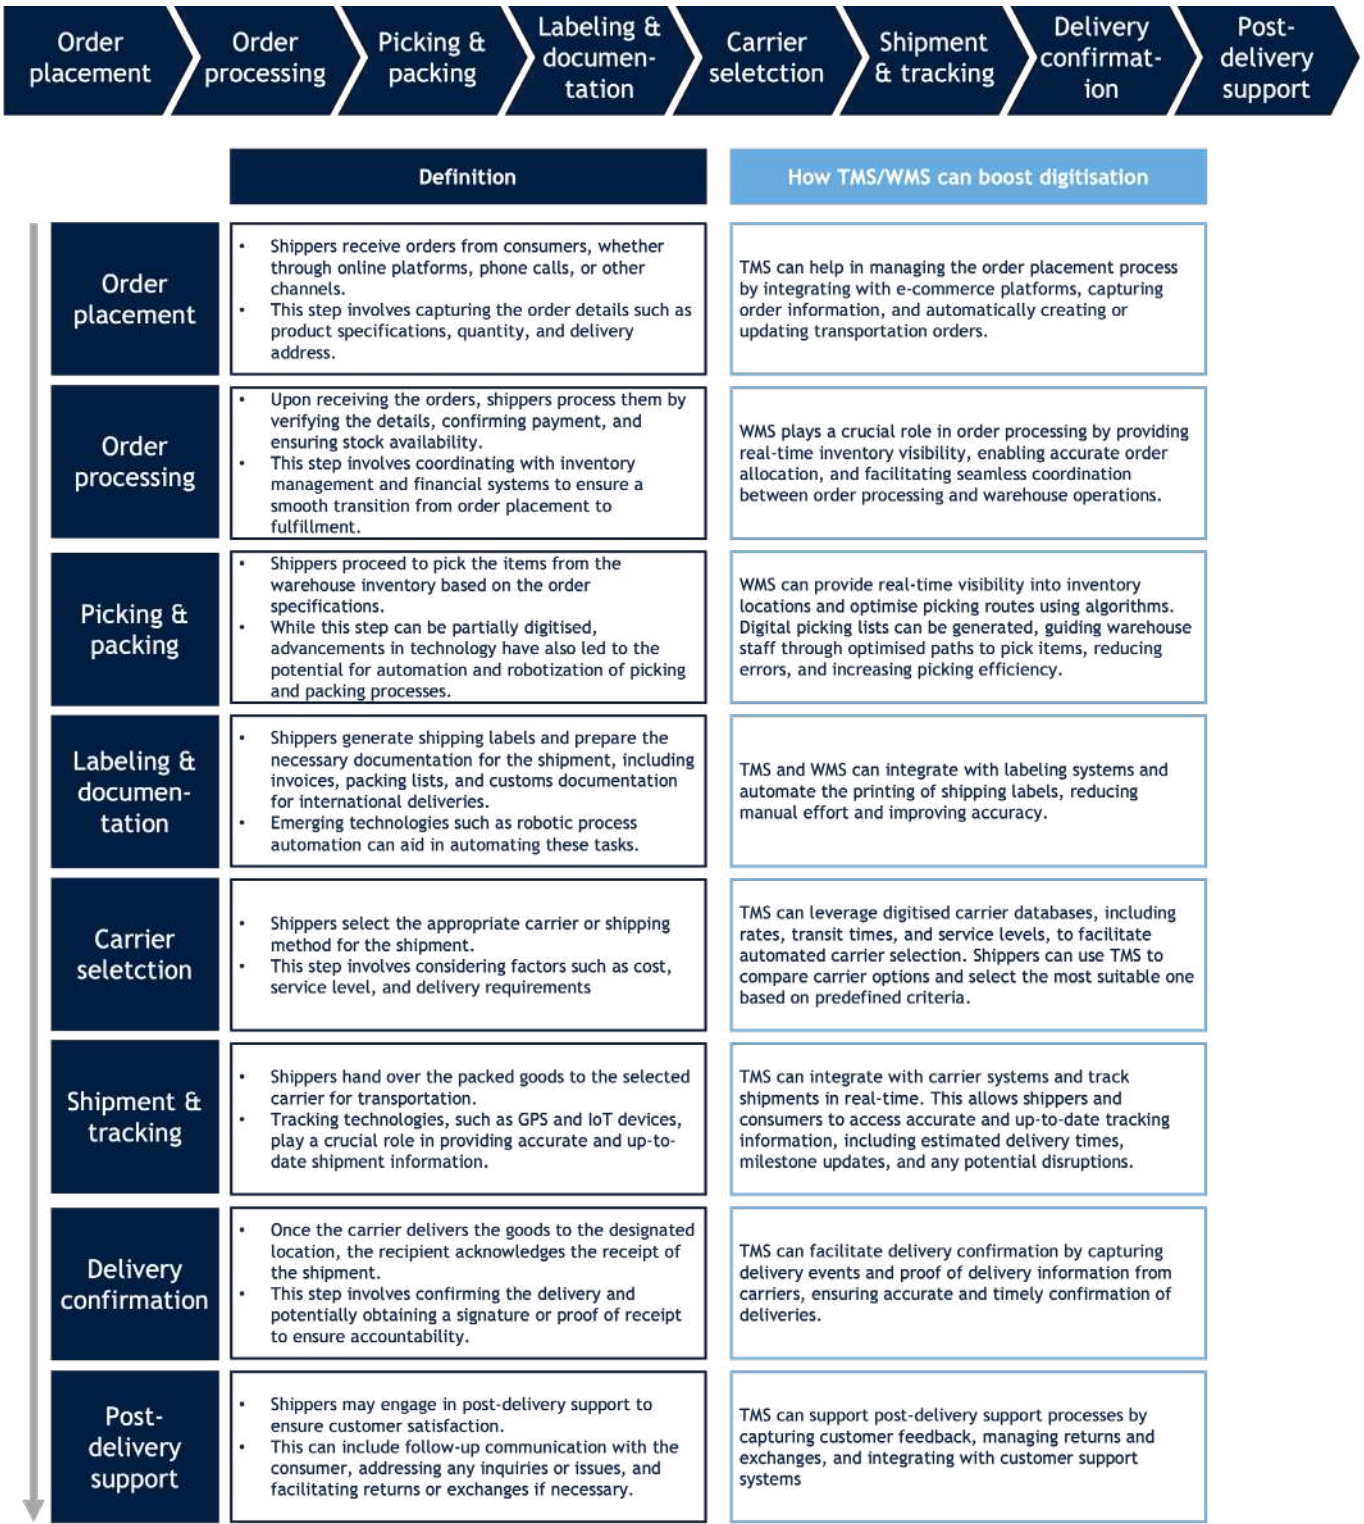 Order
placement
Order
processing
Picking &
packing
Labeling &
documen-
tation
Carrier
seletction
Shipment
& tracking
Delivery
confirmat-
ion
Post-
delivery
support
Definition
How TMS/WMS can boost digitisation
Order
placement
• Shippers receive orders from consumers, whether
through online platforms, phone calls, or other
channels.
• This step involves capturing the order details such as
product specifications, quantity, and delivery
address.
TMS can help in managing the order placement process
by integrating with e-commerce platforms, capturing
order information, and automatically creating or
updating transportation orders.
Order
processing
• Upon receiving the orders, shippers process them by
verifying the details, confirming payment, and
ensuring stock availability.
• This step involves coordinating with inventory
management and financial systems to ensure a
smooth transition from order placement to
fulfillment.
WMS plays a crucial role in order processing by providing
real-time inventory visibility, enabling accurate order
allocation, and facilitating seamless coordination
between order processing and warehouse operations.
Picking &
packing
• Shippers proceed to pick the items from the
warehouse inventory based on the order
specifications.
• While this step can be partially digitised,
advancements in technology have also led to the
potential for automation and robotization of picking
and packing processes.
WMS can provide real-time visibility into inventory
locations and optimise picking routes using algorithms.
Digital picking lists can be generated, guiding warehouse
staff through optimised paths to pick items, reducing
errors, and increasing picking efficiency.
Labeling &
documen-
tation
• Shippers generate shipping labels and prepare the
necessary documentation for the shipment, including
invoices, packing lists, and customs documentation
for international deliveries.
• Emerging technologies such as robotic process
automation can aid in automating these tasks.
TMS and WMS can integrate with labeling systems and
automate the printing of shipping labels, reducing
manual effort and improving accuracy.
Carrier
seletction
• Shippers select the appropriate carrier or shipping
method for the shipment.
• This step involves considering factors such as cost,
service level, and delivery requirements
TMS can leverage digitised carrier databases, including
rates, transit times, and service levels, to facilitate
automated carrier selection. Shippers can use TMS to
compare carrier options and select the most suitable one
based on predefined criteria.
Shipment &
tracking
• Shippers hand over the packed goods to the selected
carrier for transportation.
• Tracking technologies, such as GPS and IoT devices,
play a crucial role in providing accurate and up-to-
date shipment information.
TMS can integrate with carrier systems and track
shipments in real-time. This allows shippers and
consumers to access accurate and up-to-date tracking
information, including estimated delivery times,
milestone updates, and any potential disruptions.
Delivery
confirmation
• Once the carrier delivers the goods to the designated
location, the recipient acknowledges the receipt of
the shipment.
• This step involves confirming the delivery and
potentially obtaining a signature or proof of receipt
to ensure accountability.
TMS can facilitate delivery confirmation by capturing
delivery events and proof of delivery information from
carriers, ensuring accurate and timely confirmation of
deliveries.
Post-
delivery
support
• Shippers may engage in post-delivery support to
ensure customer satisfaction.
• This can include follow-up communication with the
consumer, addressing any inquiries or issues, and
facilitating returns or exchanges if necessary.
TMS can support post-delivery support processes by
capturing customer feedback, managing returns and
exchanges, and integrating with customer support
systems